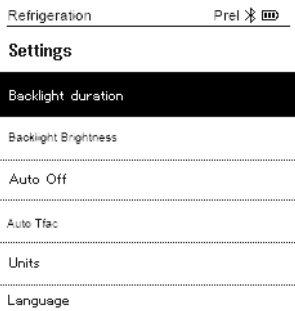 Refrigeration Prel
Settings
Backlight duration
Backlight Brightness
Auto Off
Auto Tfac
Units
Language